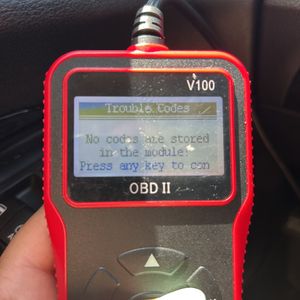 V100
Trouble Codes
No codes are stored
in the module!
Press any key to con
OBD II